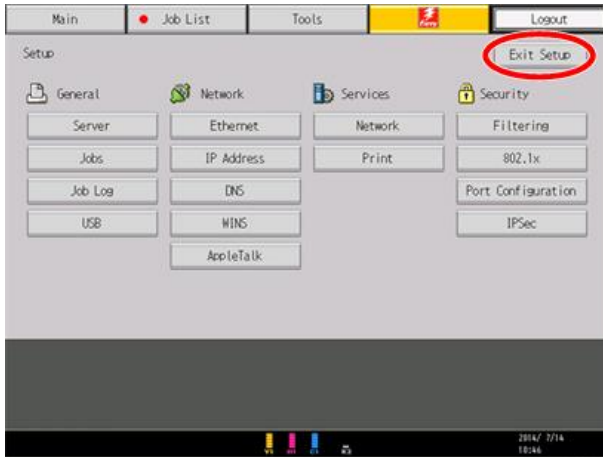 Main
Job List
Tools
Fiery
Logout
Setup
Exit Setup
General
Network
Services
Security
Server
Ethernet
Network
Filtering
Jobs
IP Address
Print
802.1x
Job Log
DNS
Port Configuration
USB
WINS
IPSec
AppleTalk
2014/ 7/14
10:46